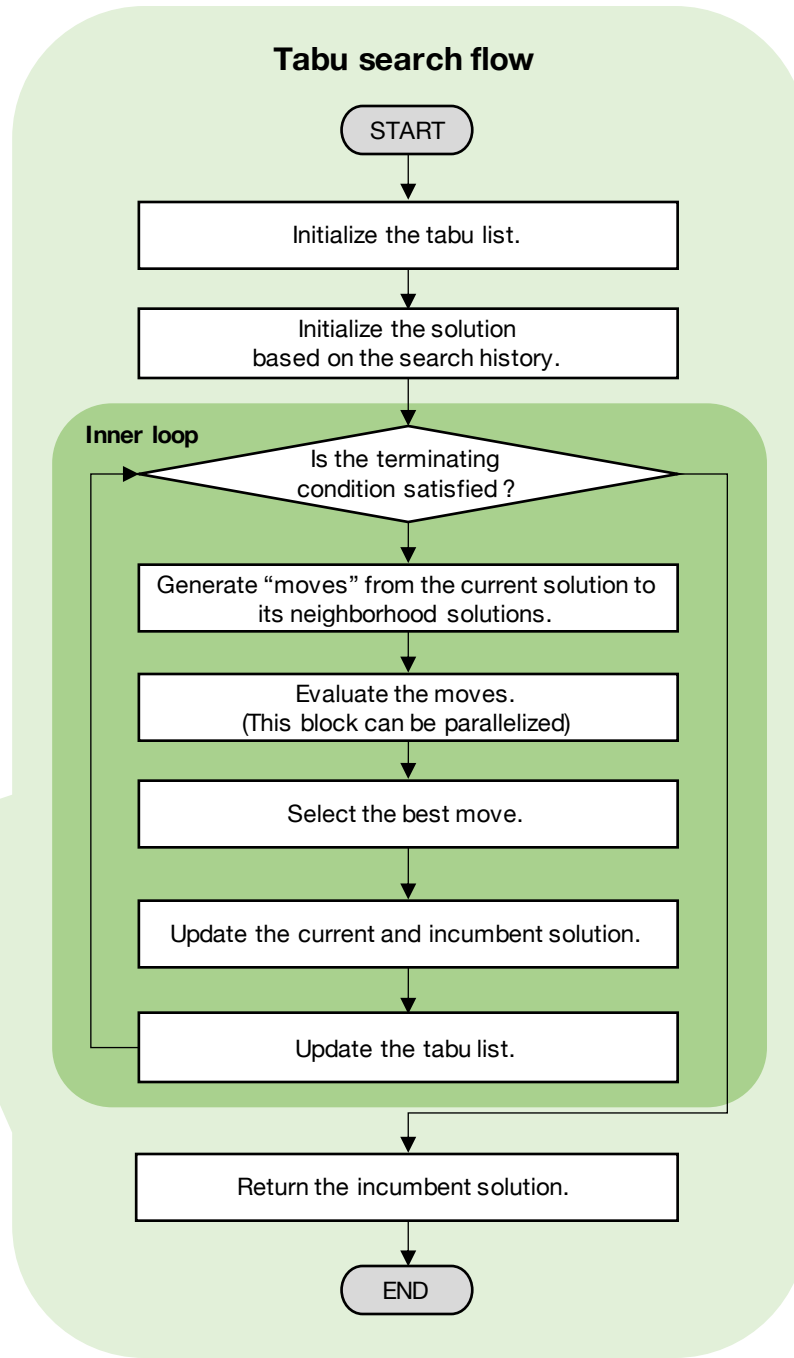 Tabu search flow
START
Initialize the tabu list.
Initialize the solution
based on the search history.
Inner loop
Is the terminating
condition satisfied ?
Generate “moves” from the current solution to
its neighborhood solutions.
Evaluate the moves.
(This block can be parallelized)
Select the best move.
Update the current and incumbent solution.
Update the tabu list.
Return the incumbent solution.
END